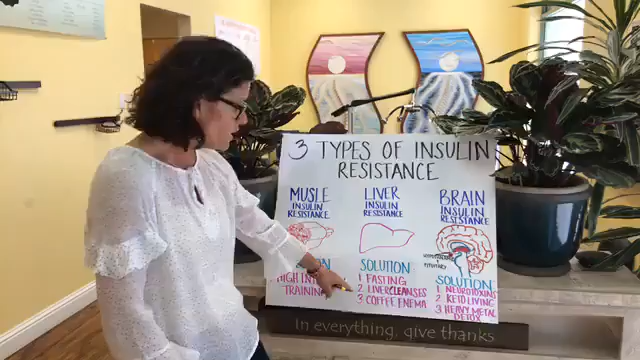 3 TYPES OF INSULIN
RESISTANCE
MUSLE
INSULIN
RESISTANCE
HIGH
TRAINING
LIVER
INSULIN
RESISTANCE
SOLUTION
1 FASTING
2 LIVER CLEANSES
3 COFFEE ENEMA
BRAIN
INSULIN
RESISTANCE
SOLUTION
1 NEUROTOXINS
2 KETO LIVING
3 HEAVY METAL
DETOX
In everything, give thanks